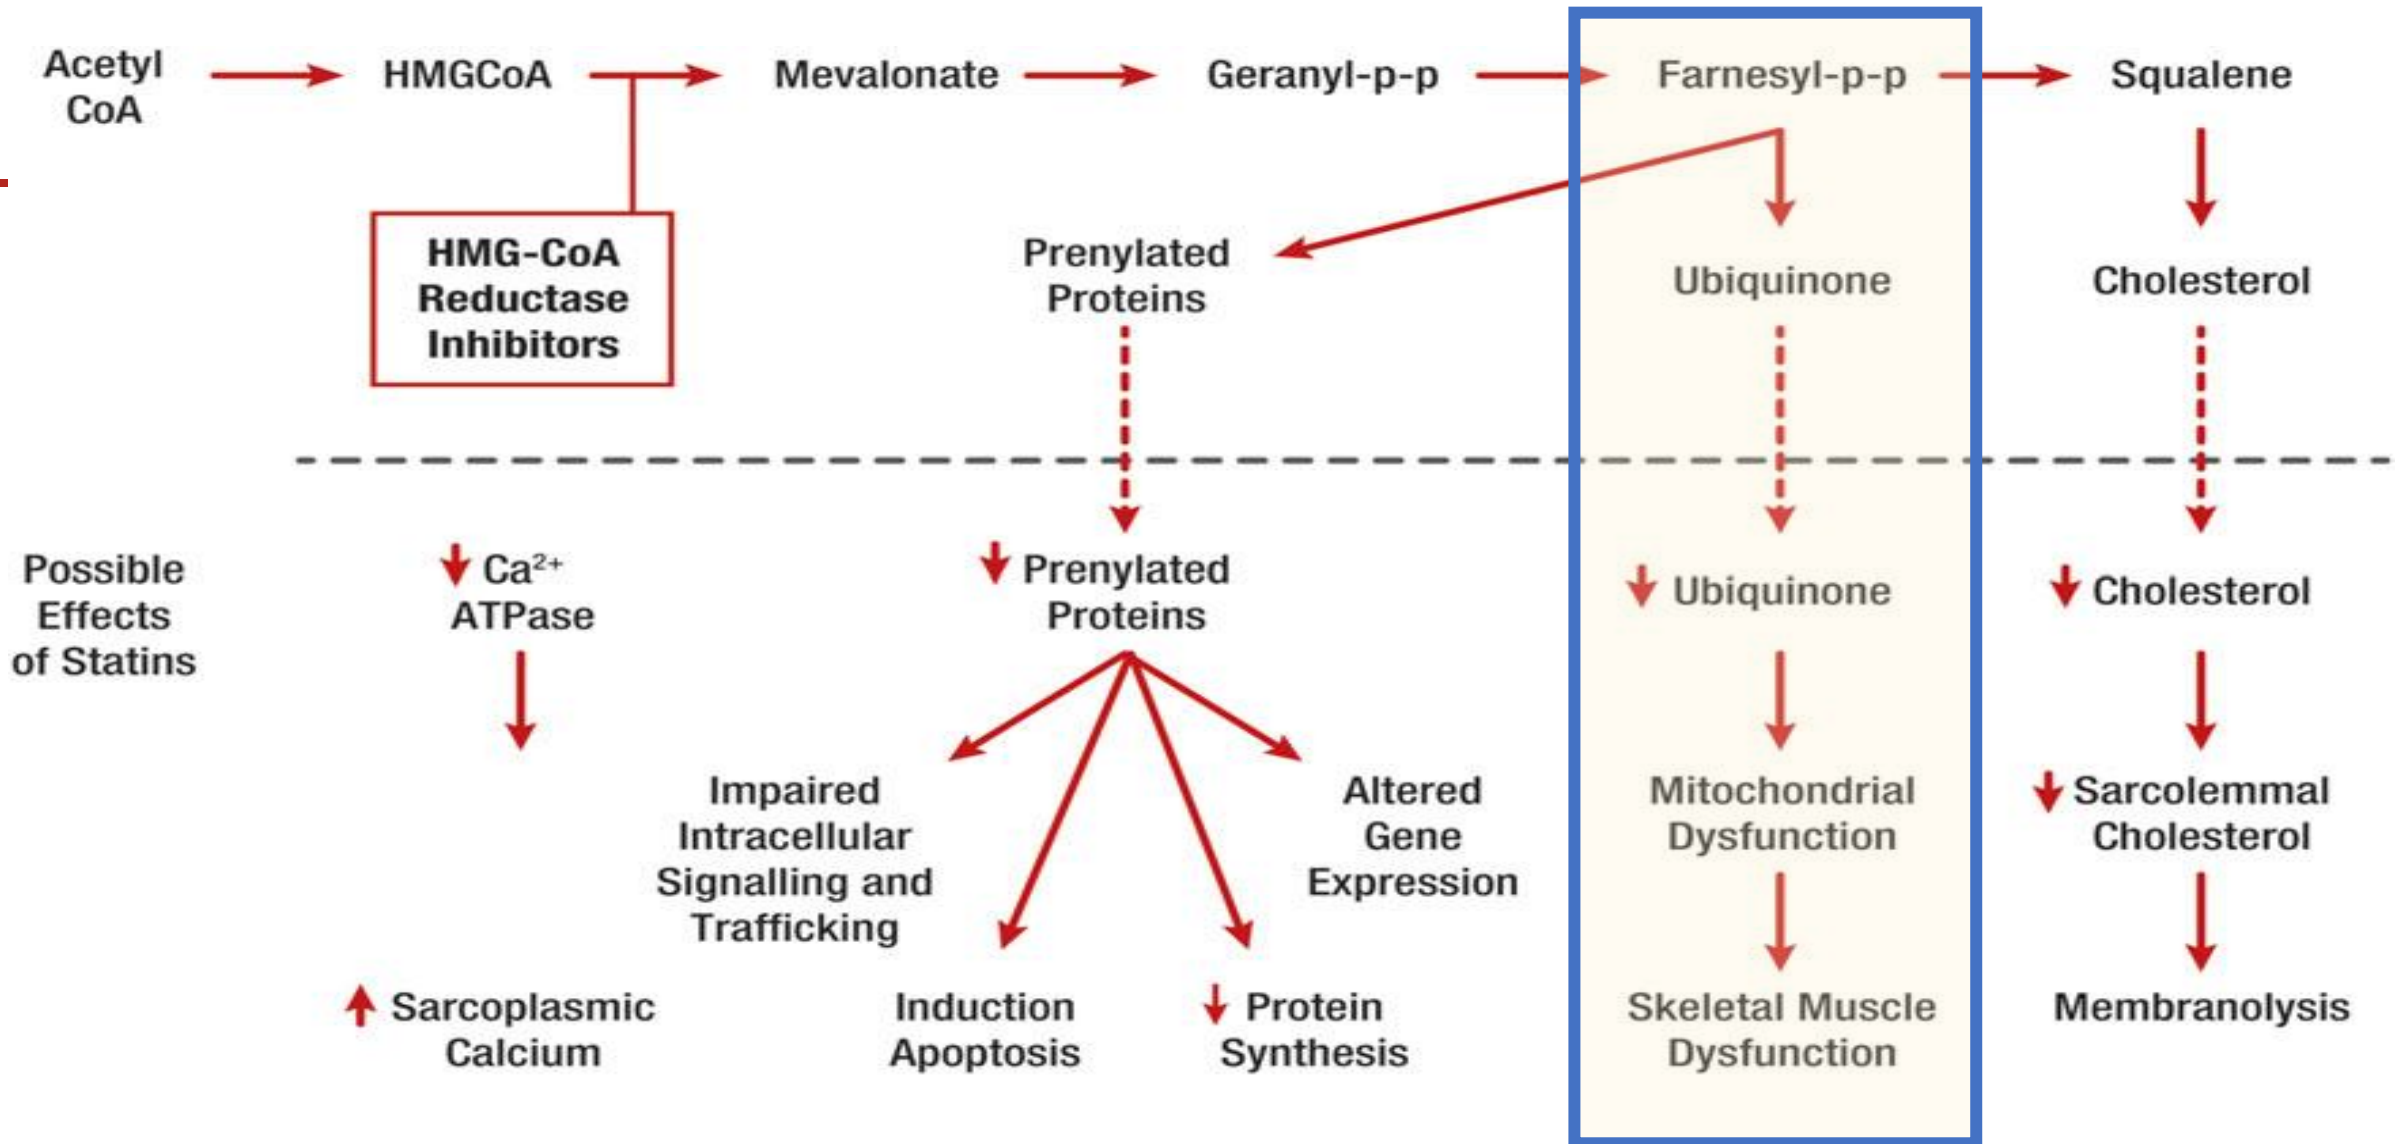 Acetyl
CoA
HMGCoA
Mevalonate
Geranyl-p-p
Farnesyl-p-p
Squalene
HMG-CoA
Reductase
Inhibitors
Prenylated
Proteins
Ubiquinone
Cholesterol
Possible
Effects
of Statins
Ca²⁺
ATPase
Prenylated
Proteins
Ubiquinone
Cholesterol
Impaired
Intracellular
Signalling and
Trafficking
Altered
Gene
Expression
Mitochondrial
Dysfunction
Sarcolemmal
Cholesterol
Sarcoplasmic
Calcium
Induction
Apoptosis
Protein
Synthesis
Skeletal Muscle
Dysfunction
Membranolysis